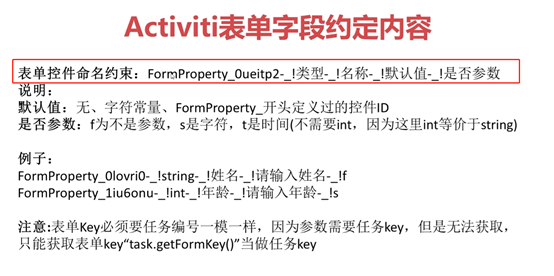 Activiti表单字段约定内容
表单控件命名约束：FormProperty_0ueitp2-_!类型-_!名称-_!默认值-_!是否参数
说明：
默认值：无、字符常量、FormProperty_开头定义过的控件ID
是否参数：f为不是参数，s是字符，t是时间(不需要int，因为这里int等价于string)
例子：
FormProperty_0lovri0-_!string-_!姓名-_!请输入姓名-_!f
FormProperty_1iu6onu-_!int-_!年龄-_!请输入年龄-_!s
注意:表单Key必须要任务编号一模一样，因为参数需要任务key，但是无法获取，
只能获取表单key“task.getFormKey()”当做任务key